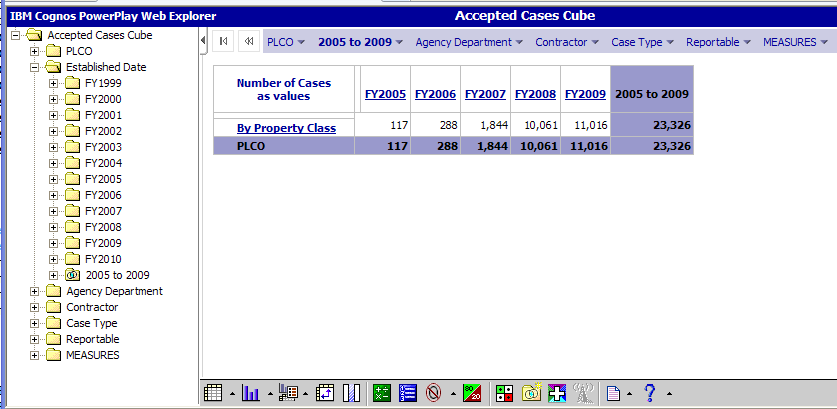 IBM Cognos PowerPlay Web Explorer
Accepted Cases Cube
Accepted Cases Cube
PLCO
Established Date
FY1999
FY2000
FY2001
FY2002
FY2003
FY2004
FY2005
FY2006
FY2007
FY2008
FY2009
FY2010
2005 to 2009
Agency Department
Contractor
Case Type
Reportable
MEASURES
PLCO 2005 to 2009 Agency Department Contractor Case Type Reportable MEASURES
Number of Cases
as values
FY2005 FY2006 FY2007 FY2008 FY2009 2005 to 2009
By Property Class 117 288 1,844 10,061 11,016 23,326
PLCO 117 288 1,844 10,061 11,016 23,326
80
20
?